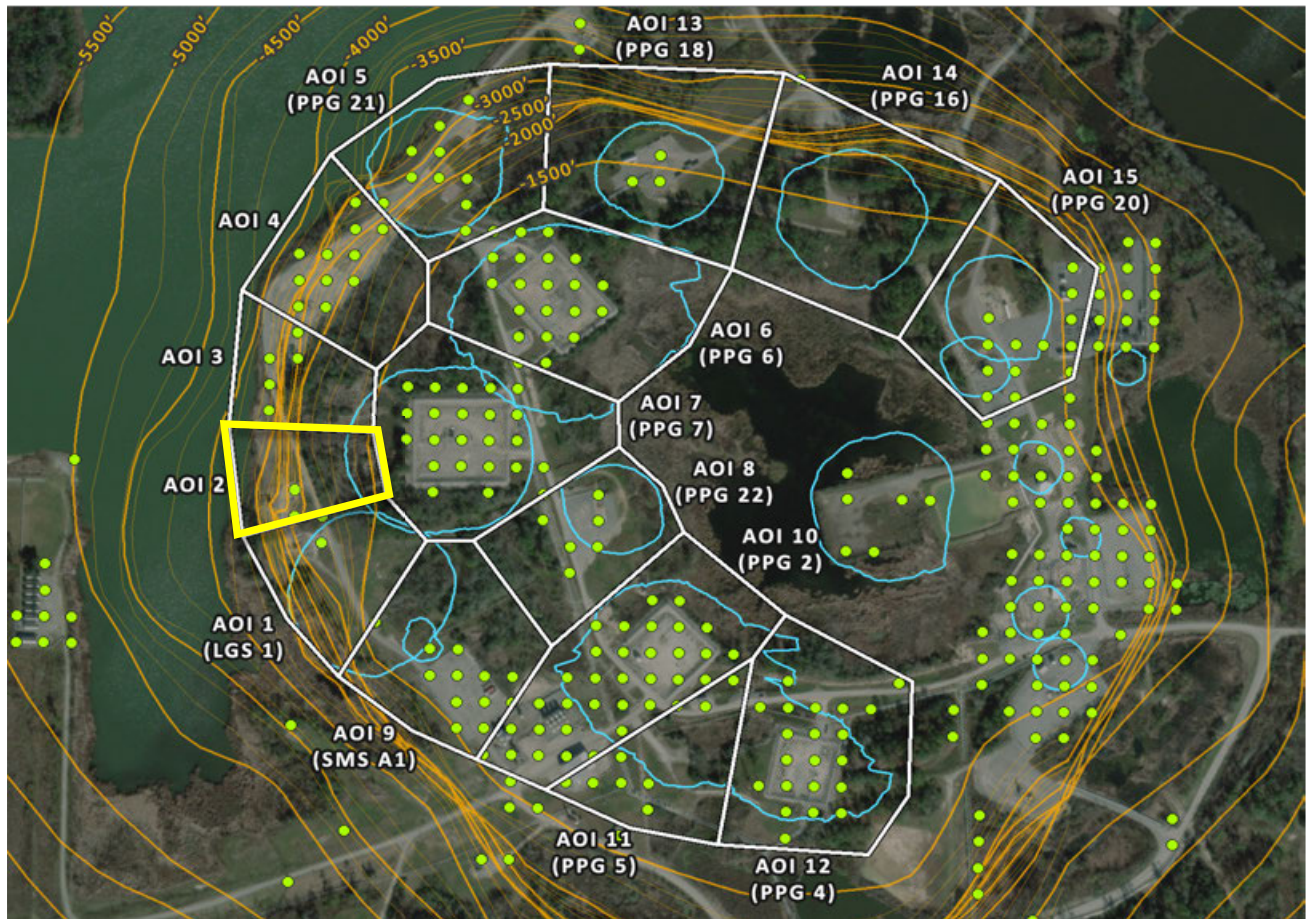 -5500'
-5000'
-4500'
-4000'
-3500'
-3000'
-2500'
-2000'
-1500'
AOI 13
(PPG 18)
AOI 14
(PPG 16)
AOI 5
(PPG 21)
AOI 15
(PPG 20)
AOI 4
AOI 6
(PPG 6)
AOI 3
AOI 7
(PPG 7)
AOI 8
(PPG 22)
AOI 2
AOI 10
(PPG 2)
AOI 1
(LGS 1)
AOI 9
(SMS A1)
AOI 11
(PPG 5)
AOI 12
(PPG 4)